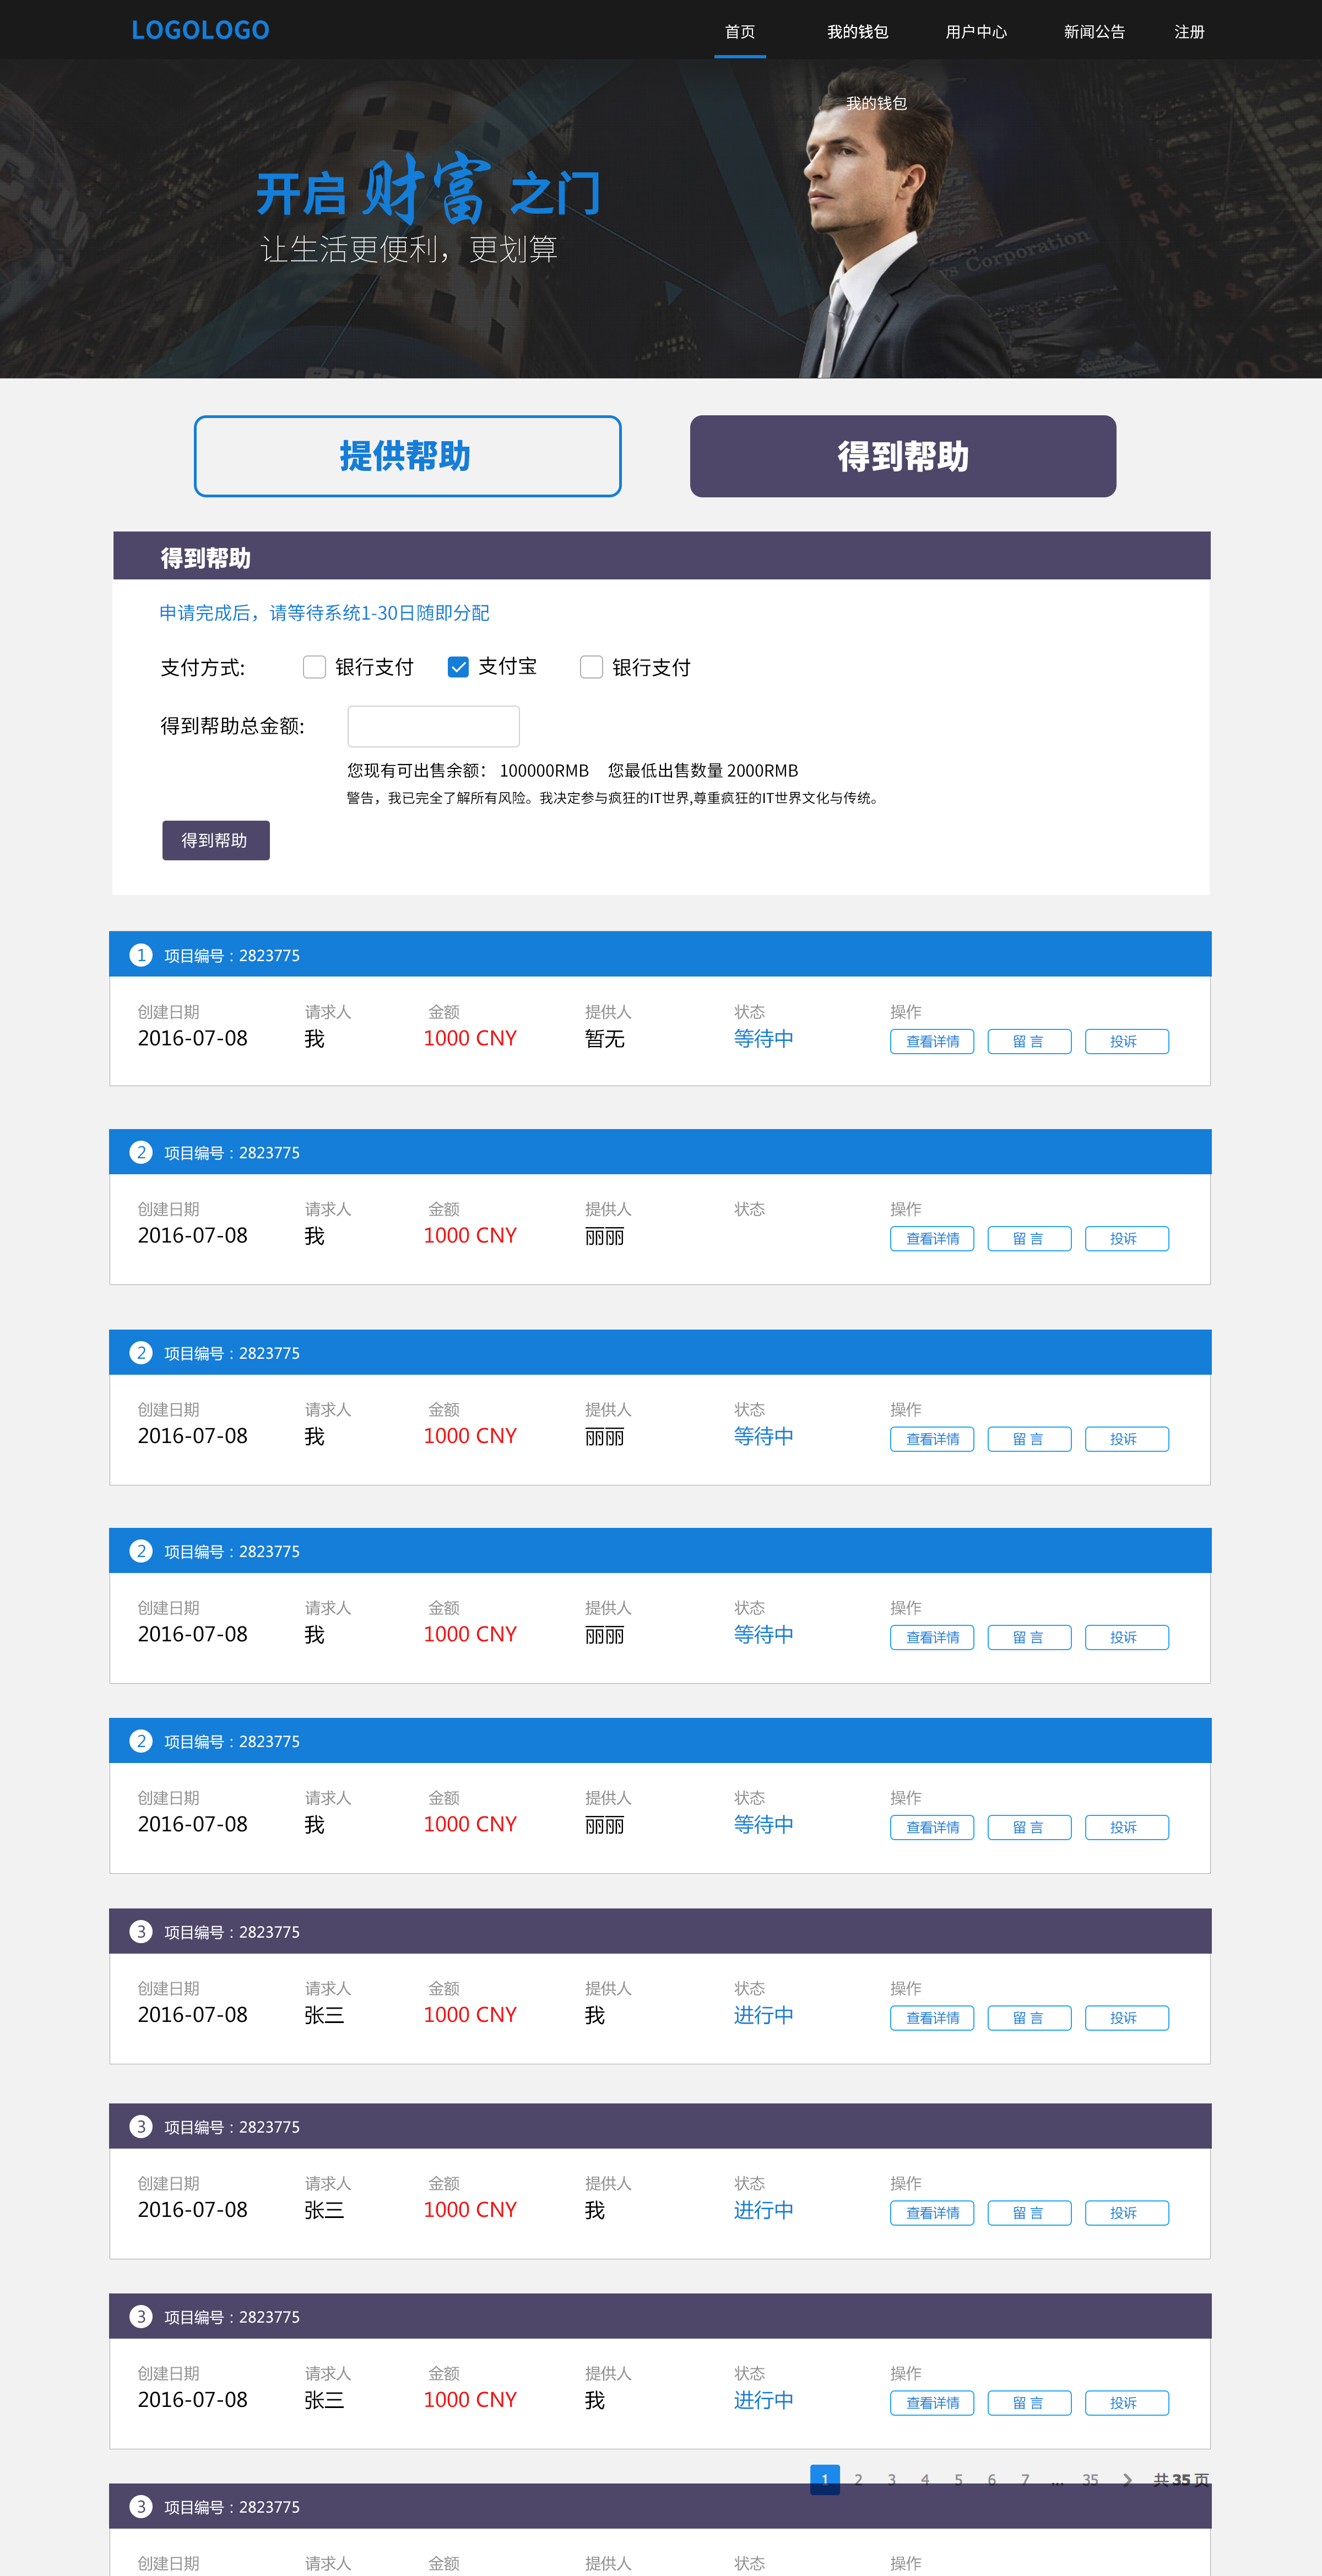 LOGOLOGO 首页 我的钱包 用户中心 新闻公告 注册
我的钱包
开启财富之门
让生活更便利，更划算
vs Corporation
提供帮助 得到帮助
得到帮助
申请完成后，请等待系统1-30日随即分配
支付方式: 银行支付 支付宝 银行支付
得到帮助总金额:
您现有可出售余额： 100000RMB 您最低出售数量 2000RMB
警告，我已完全了解所有风险。我决定参与疯狂的IT世界,尊重疯狂的IT世界文化与传统。
得到帮助
1 项目编号：2823775
创建日期 请求人 金额 提供人 状态 操作
2016-07-08 我 1000 CNY 暂无 等待中 查看详情 留 言 投诉
2 项目编号：2823775
创建日期 请求人 金额 提供人 状态 操作
2016-07-08 我 1000 CNY 丽丽 查看详情 留 言 投诉
2 项目编号：2823775
创建日期 请求人 金额 提供人 状态 操作
2016-07-08 我 1000 CNY 丽丽 等待中 查看详情 留 言 投诉
2 项目编号：2823775
创建日期 请求人 金额 提供人 状态 操作
2016-07-08 我 1000 CNY 丽丽 等待中 查看详情 留 言 投诉
2 项目编号：2823775
创建日期 请求人 金额 提供人 状态 操作
2016-07-08 我 1000 CNY 丽丽 等待中 查看详情 留 言 投诉
3 项目编号：2823775
创建日期 请求人 金额 提供人 状态 操作
2016-07-08 张三 1000 CNY 我 进行中 查看详情 留 言 投诉
3 项目编号：2823775
创建日期 请求人 金额 提供人 状态 操作
2016-07-08 张三 1000 CNY 我 进行中 查看详情 留 言 投诉
3 项目编号：2823775
创建日期 请求人 金额 提供人 状态 操作
2016-07-08 张三 1000 CNY 我 进行中 查看详情 留 言 投诉
1 2 3 4 5 6 7 ... 35 共 35 页
3 项目编号：2823775
创建日期 请求人 金额 提供人 状态 操作